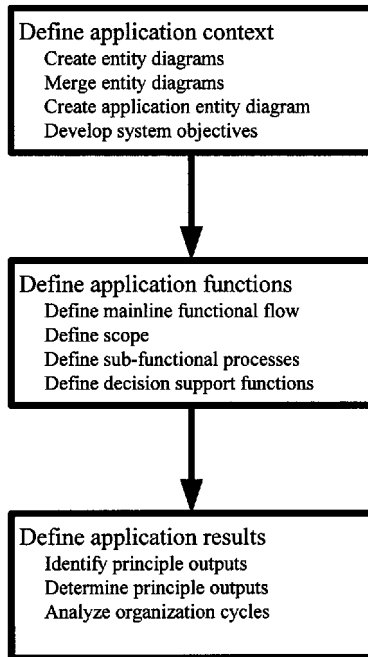 Define application context
Create entity diagrams
Merge entity diagrams
Create application entity diagram
Develop system objectives
Define application functions
Define mainline functional flow
Define scope
Define sub-functional processes
Define decision support functions
Define application results
Identify principle outputs
Determine principle outputs
Analyze organization cycles